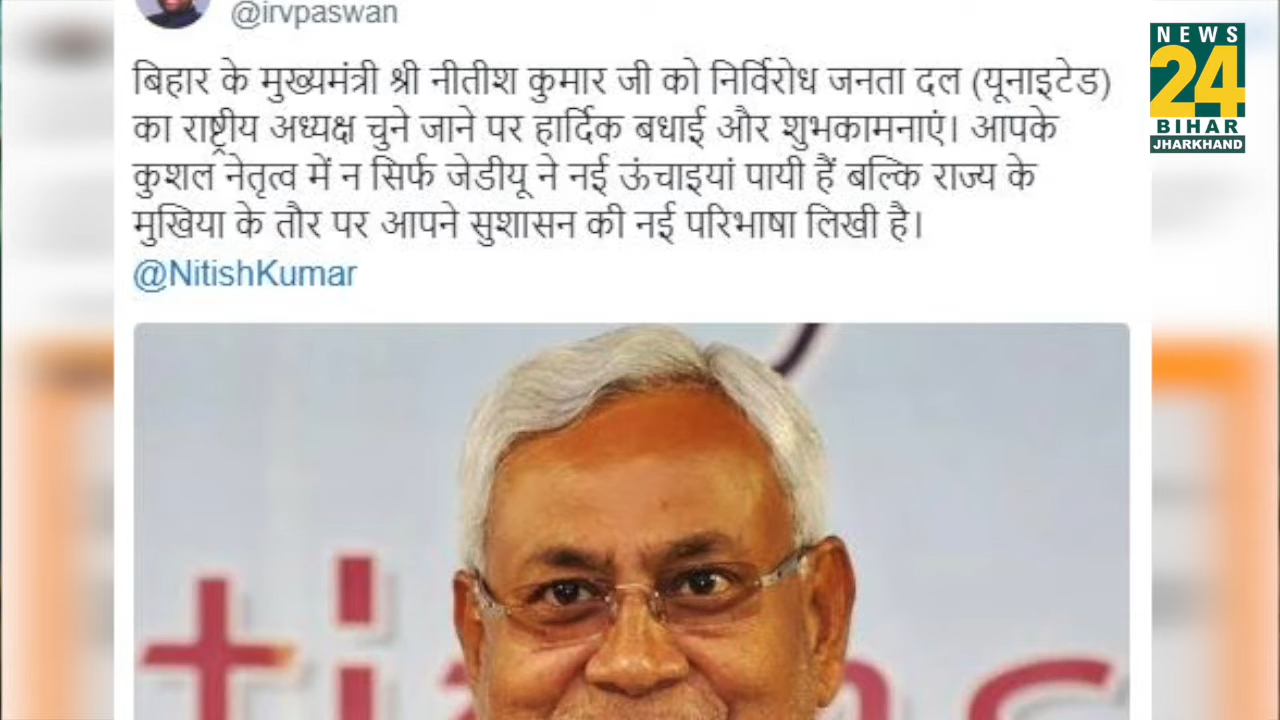 @irvpaswan
बिहार के मुख्यमंत्री श्री नीतीश कुमार जी को निर्विरोध जनता दल (यूनाइटेड)
का राष्ट्रीय अध्यक्ष चुने जाने पर हार्दिक बधाई और शुभकामनाएं। आपके
कुशल नेतृत्व में न सिर्फ जेडीयू ने नई ऊंचाइयां पायी हैं बल्कि राज्य के
मुखिया के तौर पर आपने सुशासन की नई परिभाषा लिखी है।
@NitishKumar
NEWS
24
BIHAR
JHARKHAND